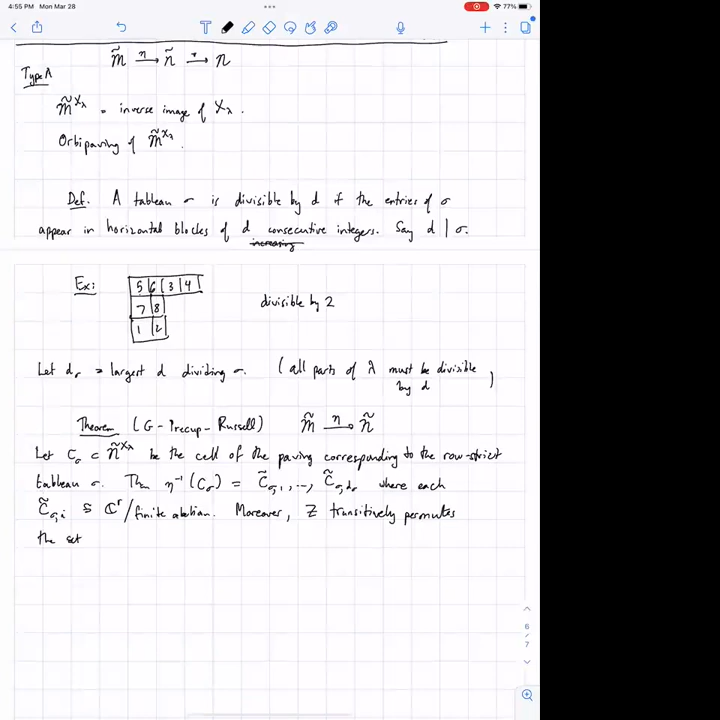 4:55 PM Mon Mar 28
77%
m̃ →η ñ → n
Type A
m̃^{X_λ} = inverse image of X_λ.
Orbipaving of m̃^{X_λ}.
Def. A tableau σ is divisible by d if the entries of σ
appear in horizontal blocks of d consecutive integers. Say d | σ.
increasing
Ex:
5 6 3 4
7 8
1 2
divisible by 2
Let d_σ = largest d dividing σ. (all parts of λ must be divisible by d)
Theorem (G-Precup-Russell) m̃ →η ñ
Let C_σ ⊂ ñ^{X_λ} be the cell of the paving corresponding to the row-strict
tableau σ. Then η^{-1}(C_σ) = C̃_{σ,1}, ..., C̃_{σ,d_σ} where each
C̃_{σ,i} ≅ ℂ^r/finite abelian. Moreover, Z transitively permutes
the set
6
/
7